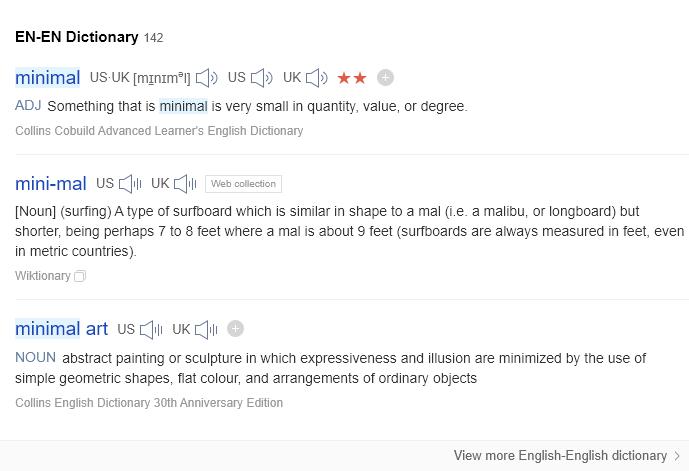 EN-EN Dictionary 142
minimal US·UK [mɪnɪmᵊl] US UK ★★
ADJ Something that is minimal is very small in quantity, value, or degree.
Collins Cobuild Advanced Learner's English Dictionary
mini-mal US UK Web collection
[Noun] (surfing) A type of surfboard which is similar in shape to a mal (i.e. a malibu, or longboard) but
shorter, being perhaps 7 to 8 feet where a mal is about 9 feet (surfboards are always measured in feet, even
in metric countries).
Wiktionary
minimal art US UK
NOUN abstract painting or sculpture in which expressiveness and illusion are minimized by the use of
simple geometric shapes, flat colour, and arrangements of ordinary objects
Collins English Dictionary 30th Anniversary Edition
View more English-English dictionary >